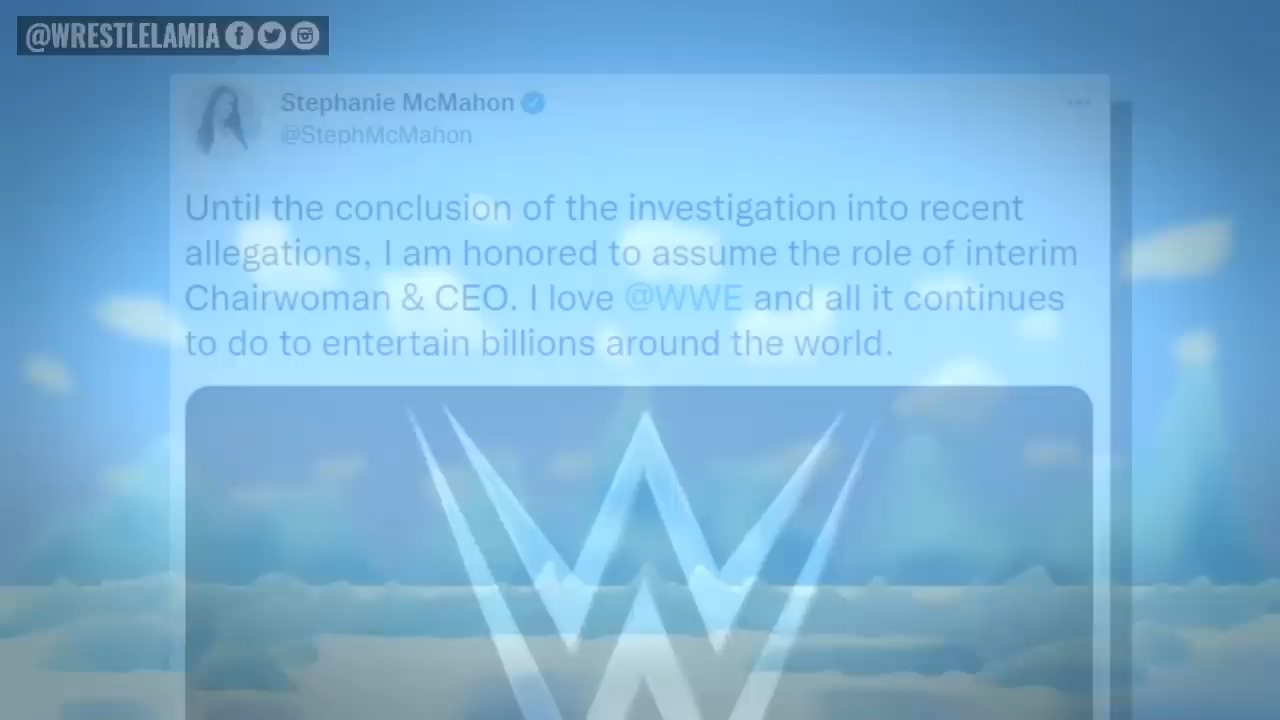 @WRESTLELAMIA
Stephanie McMahon
@StephMcMahon
Until the conclusion of the investigation into recent
allegations, I am honored to assume the role of interim
Chairwoman & CEO. I love @WWE and all it continues
to do to entertain billions around the world.